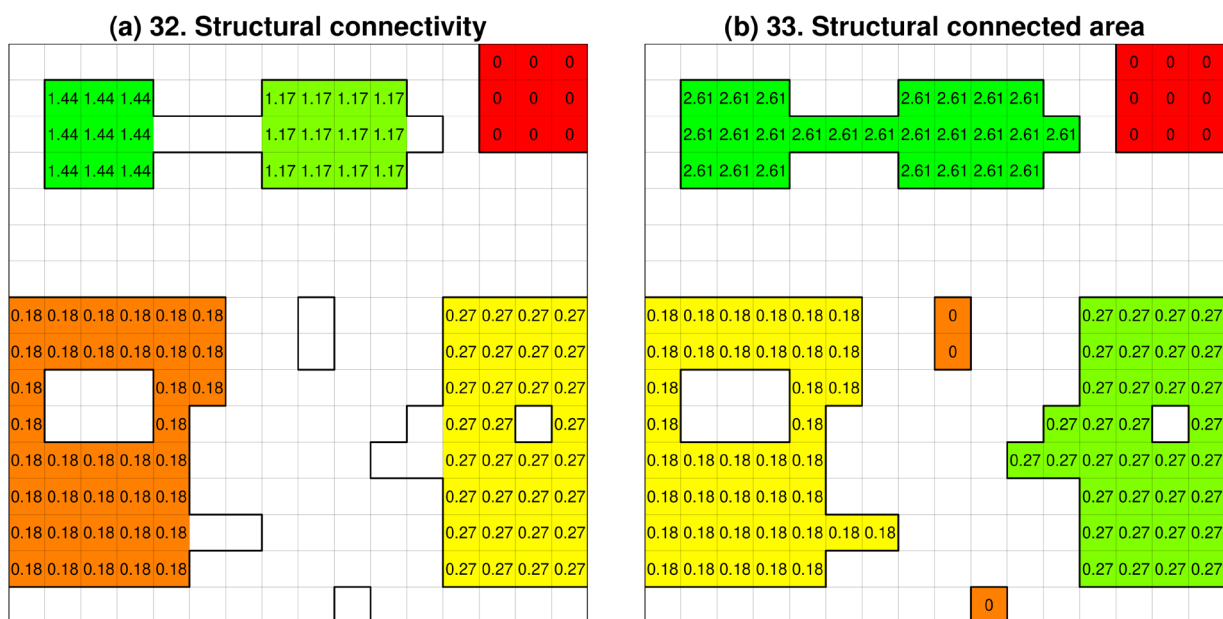 (a) 32. Structural connectivity
0 0 0
1.44 1.44 1.44 1.17 1.17 1.17 1.17 0 0 0
1.44 1.44 1.44 1.17 1.17 1.17 1.17 0 0 0
1.44 1.44 1.44 1.17 1.17 1.17 1.17
0.18 0.18 0.18 0.18 0.18 0.18 0.27 0.27 0.27 0.27
0.18 0.18 0.18 0.18 0.18 0.18 0.27 0.27 0.27 0.27
0.18 0.18 0.18 0.27 0.27 0.27 0.27
0.18 0.18 0.27 0.27 0.27
0.18 0.18 0.18 0.18 0.18 0.27 0.27 0.27 0.27
0.18 0.18 0.18 0.18 0.18 0.27 0.27 0.27 0.27
0.18 0.18 0.18 0.18 0.18 0.27 0.27 0.27 0.27
0.18 0.18 0.18 0.18 0.18 0.27 0.27 0.27 0.27
(b) 33. Structural connected area
0 0 0
2.61 2.61 2.61 2.61 2.61 2.61 2.61 0 0 0
2.61 2.61 2.61 2.61 2.61 2.61 2.61 2.61 2.61 2.61 2.61 0 0 0
2.61 2.61 2.61 2.61 2.61 2.61 2.61
0.18 0.18 0.18 0.18 0.18 0.18 0 0.27 0.27 0.27 0.27
0.18 0.18 0.18 0.18 0.18 0.18 0 0.27 0.27 0.27 0.27
0.18 0.18 0.18 0.27 0.27 0.27 0.27
0.18 0.18 0.27 0.27 0.27 0.27
0.18 0.18 0.18 0.18 0.18 0.27 0.27 0.27 0.27 0.27 0.27
0.18 0.18 0.18 0.18 0.18 0.27 0.27 0.27 0.27
0.18 0.18 0.18 0.18 0.18 0.18 0.18 0.27 0.27 0.27 0.27
0.18 0.18 0.18 0.18 0.18 0.27 0.27 0.27 0.27
0